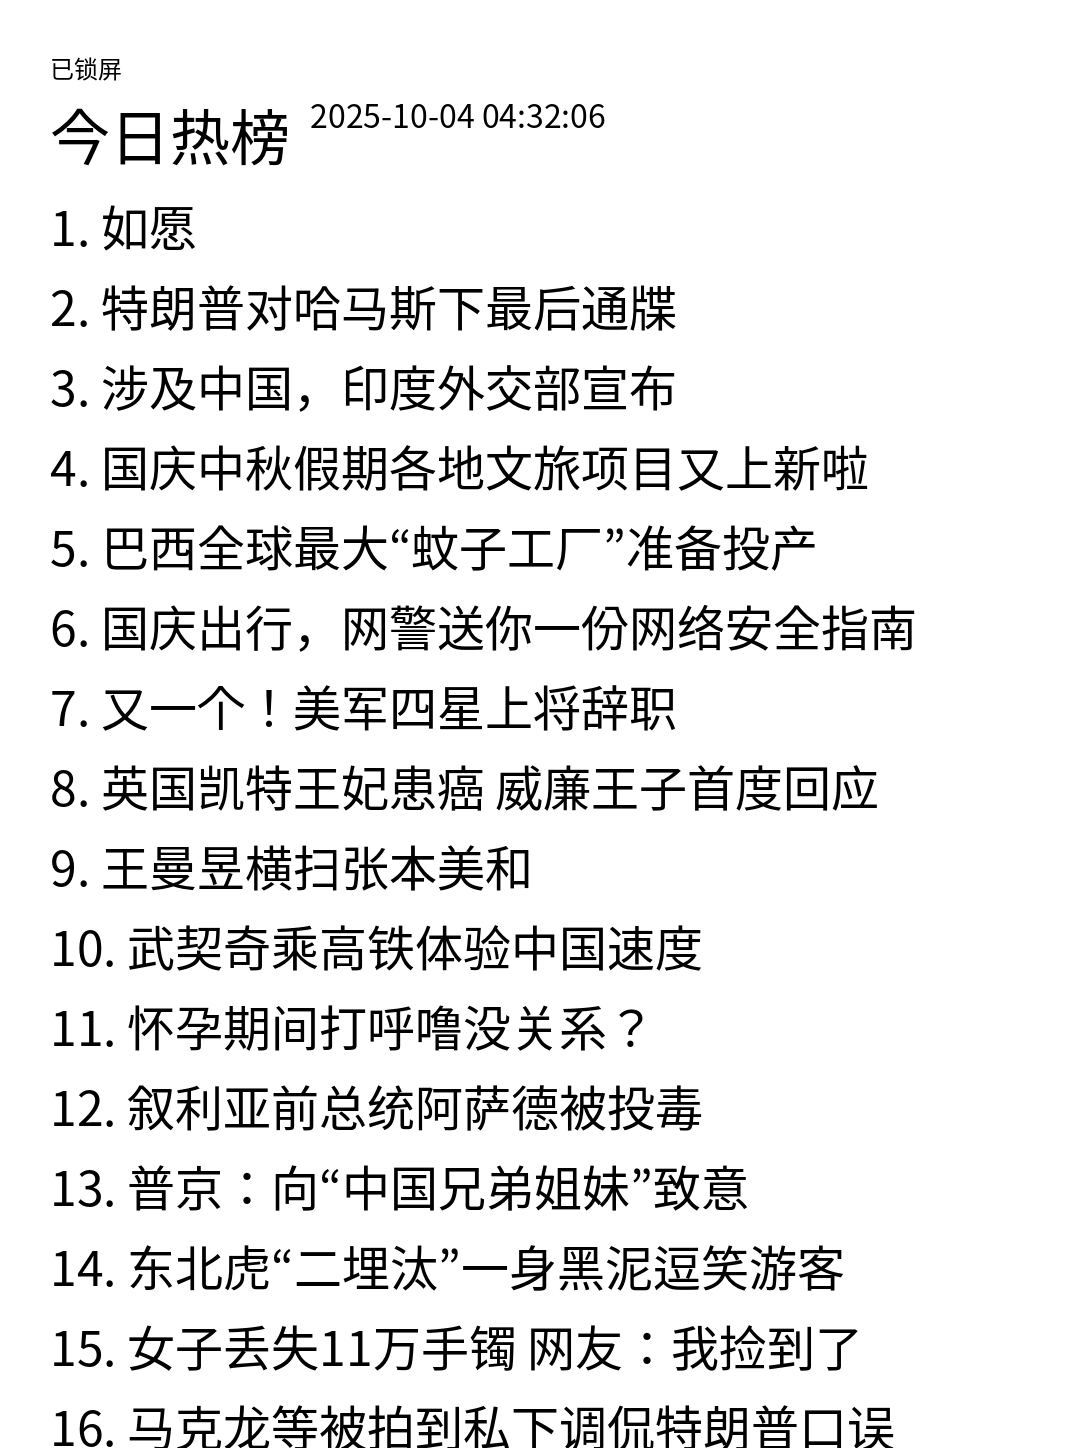 已锁屏
今日热榜 2025-10-04 04:32:06
1. 如愿
2. 特朗普对哈马斯下最后通牒
3. 涉及中国，印度外交部宣布
4. 国庆中秋假期各地文旅项目又上新啦
5. 巴西全球最大“蚊子工厂”准备投产
6. 国庆出行，网警送你一份网络安全指南
7. 又一个！美军四星上将辞职
8. 英国凯特王妃患癌 威廉王子首度回应
9. 王曼昱横扫张本美和
10. 武契奇乘高铁体验中国速度
11. 怀孕期间打呼噜没关系？
12. 叙利亚前总统阿萨德被投毒
13. 普京：向“中国兄弟姐妹”致意
14. 东北虎“二埋汰”一身黑泥逗笑游客
15. 女子丢失11万手镯 网友：我捡到了
16. 马克龙等被拍到私下调侃特朗普口误